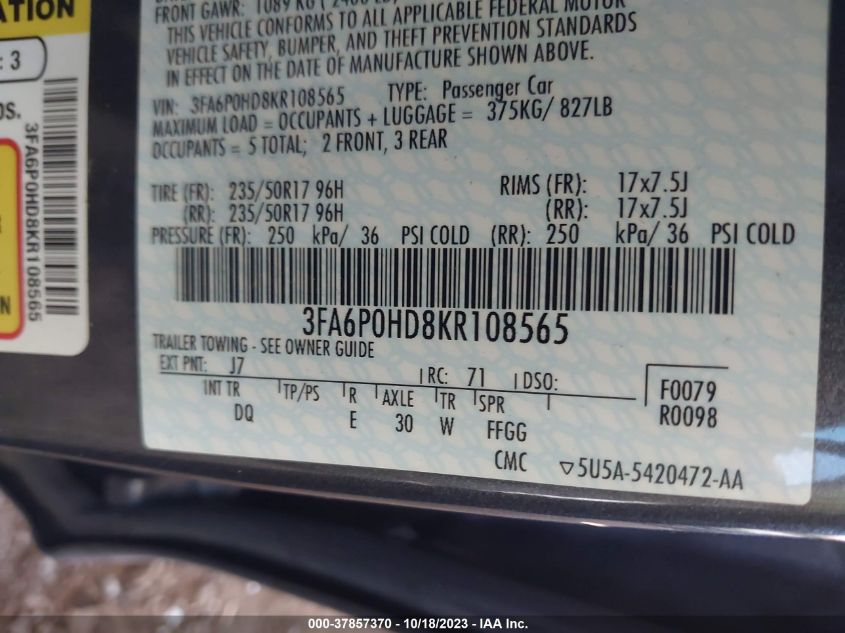 ATION
: 3
DS.
3FA6P0HD8KR108565
N
FRONT GAWR: 1089 KG
THIS VEHICLE CONFORMS TO ALL APPLICABLE FEDERAL MOTOR
VEHICLE SAFETY, BUMPER, AND THEFT PREVENTION STANDARDS
IN EFFECT ON THE DATE OF MANUFACTURE SHOWN ABOVE.
VIN: 3FA6P0HD8KR108565 TYPE: Passenger Car
MAXIMUM LOAD = OCCUPANTS + LUGGAGE = 375KG/ 827LB
OCCUPANTS = 5 TOTAL; 2 FRONT, 3 REAR
TIRE (FR): 235/50R17 96H RIMS (FR): 17x7.5J
(RR): 235/50R17 96H (RR): 17x7.5J
PRESSURE (FR): 250 kPa/ 36 PSI COLD (RR): 250 kPa/ 36 PSI COLD
3FA6P0HD8KR108565
TRAILER TOWING - SEE OWNER GUIDE
EXT PNT: J7 RC: 71 DSO:
INT TR TP/PS R AXLE TR SPR
DQ E 30 W FFGG
F0079
R0098
CMC ▽5U5A-5420472-AA
000-37857370 - 10/18/2023 - IAA Inc.